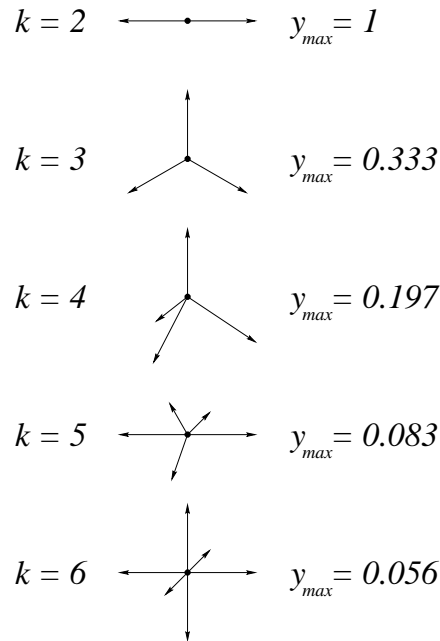 k = 2 y_max = 1
k = 3 y_max = 0.333
k = 4 y_max = 0.197
k = 5 y_max = 0.083
k = 6 y_max = 0.056